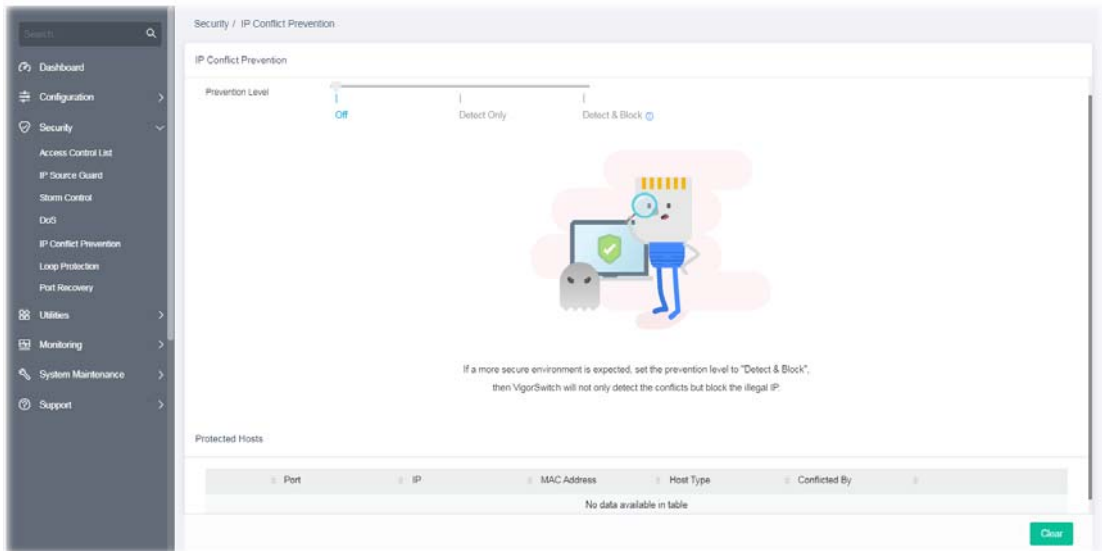 Search...
Dashboard
Configuration
Security
Access Control List
IP Source Guard
Storm Control
DoS
IP Conflict Prevention
Loop Protection
Port Recovery
Utilities
Monitoring
System Maintenance
Support
Security / IP Conflict Prevention
IP Conflict Prevention
Prevention Level
Off Detect Only Detect & Block
If a more secure environment is expected, set the prevention level to "Detect & Block",
then VigorSwitch will not only detect the conflicts but block the illegal IP.
Protected Hosts
Port IP MAC Address Host Type Conflicted By
No data available in table
Clear